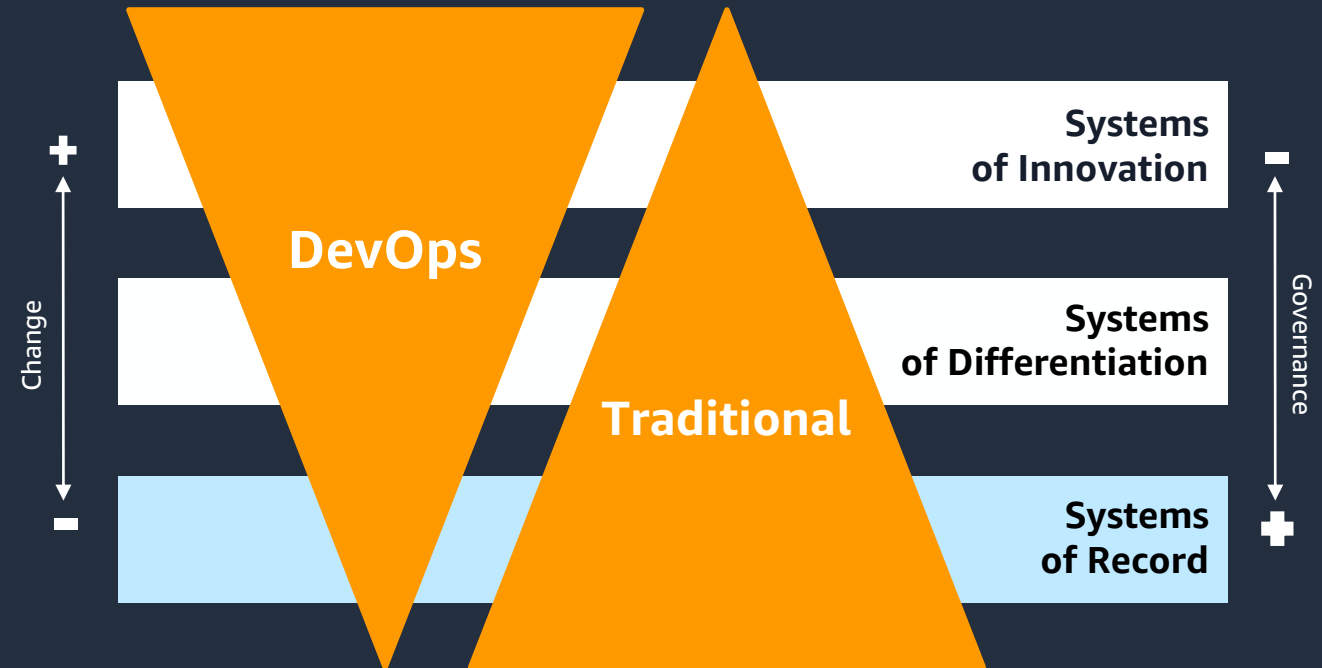 Systems
of Innovation
DevOps
Change
Governance
Systems
of Differentiation
Traditional
Systems
of Record